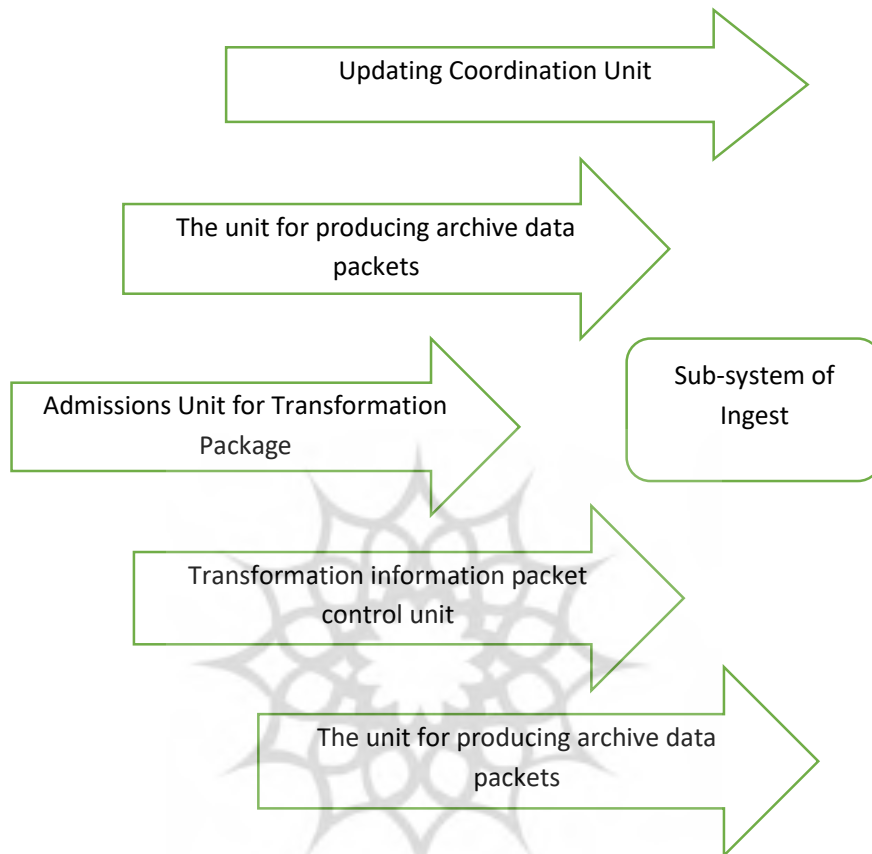 Updating Coordination Unit
The unit for producing archive data
packets
Admissions Unit for Transformation
Package
Sub-system of
Ingest
Transformation information packet
control unit
The unit for producing archive data
packets